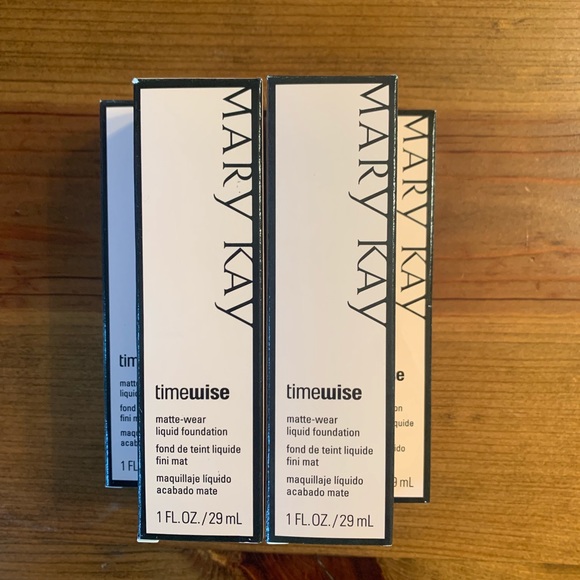 MARY KAY
timewise
matte-wear
liquid foundation
fond de teint liquide
fini mat
maquillaje líquido
acabado mate
1 FL.OZ./29 mL
MARY KAY
timewise
matte-wear
liquid foundation
fond de teint liquide
fini mat
maquillaje líquido
acabado mate
1 FL.OZ./29 mL
MARY KAY